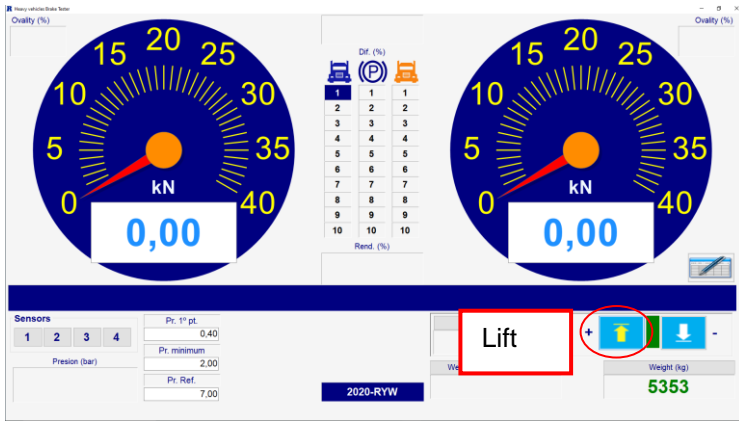 R Heavy vehicles Brake Tester
Ovality (%)
Ovality (%)
0
5
10
15
20
25
30
35
40
kN
0,00
Dif. (%)
P
1 1 1
2 2 2
3 3 3
4 4 4
5 5 5
6 6 6
7 7 7
8 8 8
9 9 9
10 10 10
Rend. (%)
0
5
10
15
20
25
30
35
40
kN
0,00
Sensors
1 2 3 4
Presion (bar)
Pr. 1º pt.
0,40
Pr. minimum
2,00
Pr. Ref.
7,00
2020-RYW
Lift
+
-
We
Weight (kg)
5353